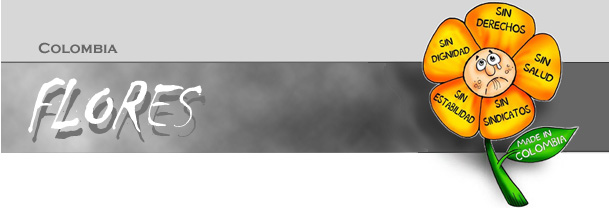 COLOMBIA
FLORES
SIN
DERECHOS
SIN
DIGNIDAD
SIN
SALUD
SIN
ESTABILIDAD
SIN
SINDICATOS
MADE IN
COLOMBIA